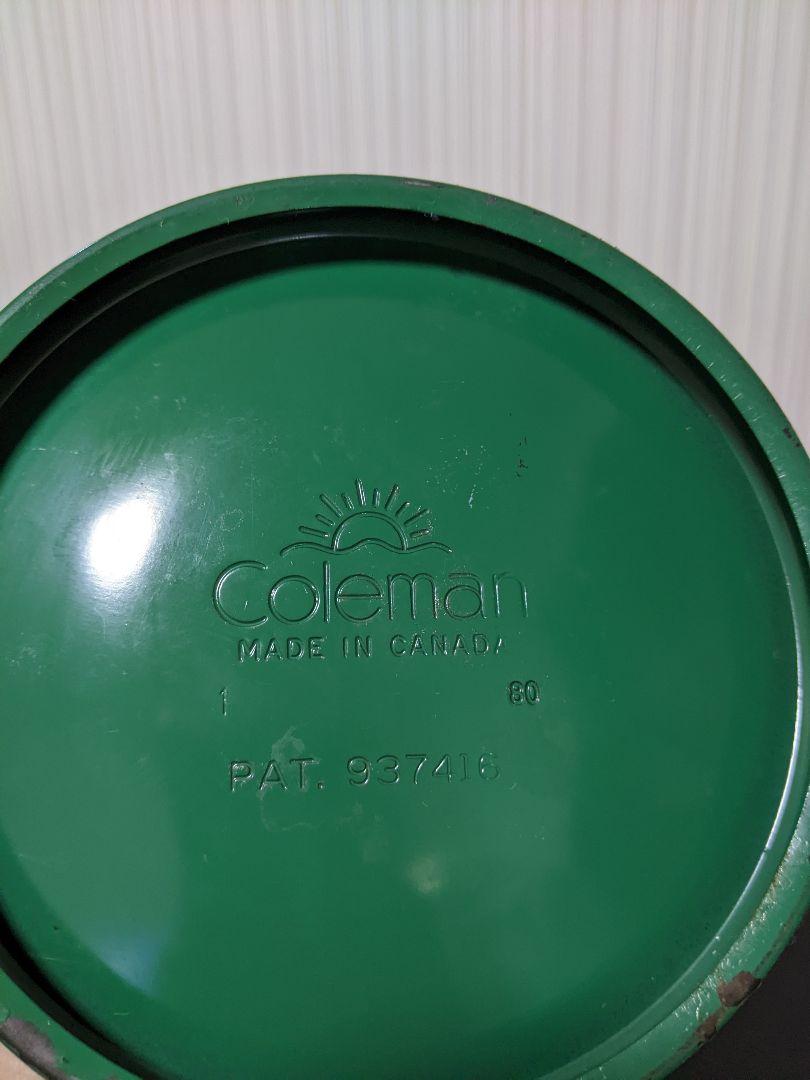 Coleman
MADE IN CANADA
1 80
PAT. 937416